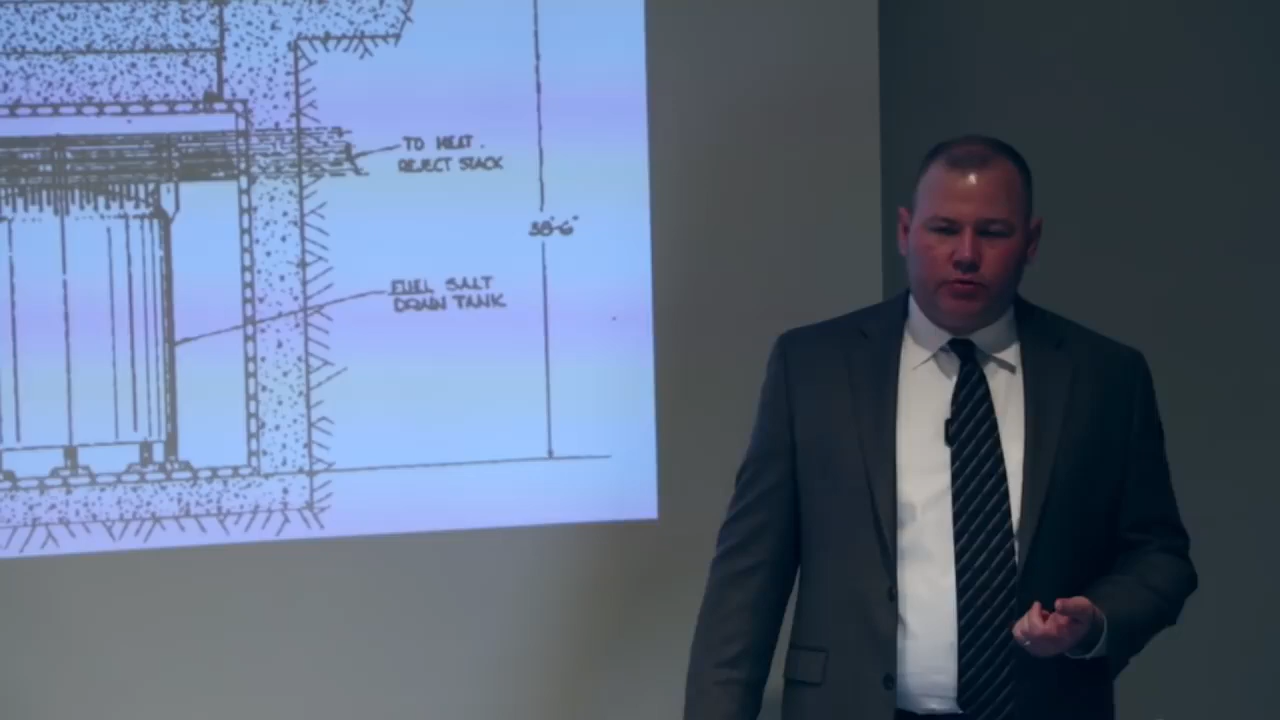 TO HEAT
REJECT STACK
38'-6"
FUEL SALT
DRAIN TANK